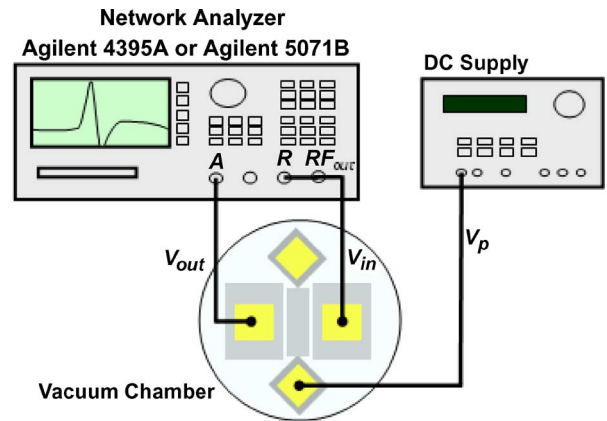 Network Analyzer
Agilent 4395A or Agilent 5071B
DC Supply
A R RFout
Vout Vin Vp
Vacuum Chamber